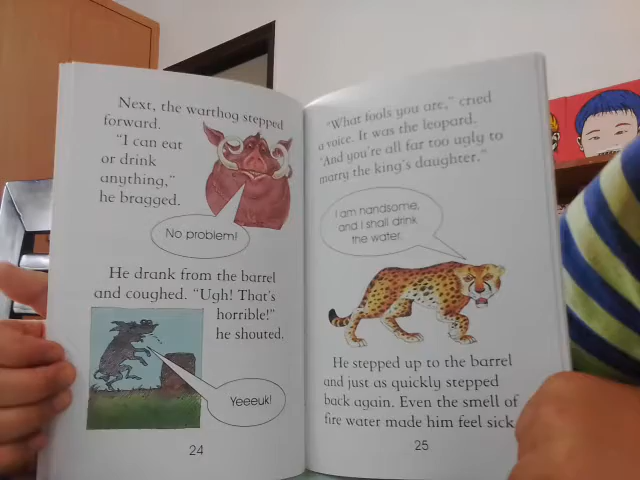 Next, the warthog stepped
forward.
"I can eat
or drink
anything,"
he bragged.
No problem!
He drank from the barrel
and coughed. "Ugh! That's
horrible!"
he shouted.
Yeeeuk!
24
"What fools you are," cried
a voice. It was the leopard.
"And you're all far too ugly to
marry the king's daughter."
I am handsome,
and I shall drink
the water.
He stepped up to the barrel
and just as quickly stepped
back again. Even the smell of
fire water made him feel sick.
25